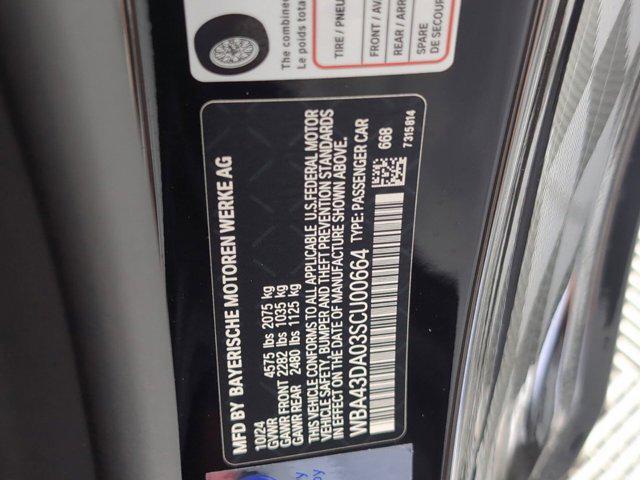 The combined
Le poids total
TIRE / PNEU
FRONT / AVA
REAR / ARR
SPARE
DE SECOUR
MFD BY BAYERISCHE MOTOREN WERKE AG
10/24
GVWR 4575 lbs 2075 kg
GAWR FRONT 2282 lbs 1035 kg
GAWR REAR 2480 lbs 1125 kg
THIS VEHICLE CONFORMS TO ALL APPLICABLE U.S.FEDERAL MOTOR
VEHICLE SAFETY, BUMPER AND THEFT PREVENTION STANDARDS
IN EFFECT ON THE DATE OF MANUFACTURE SHOWN ABOVE.
WBA43DA03SCU00664 TYPE: PASSENGER CAR
668
7315814